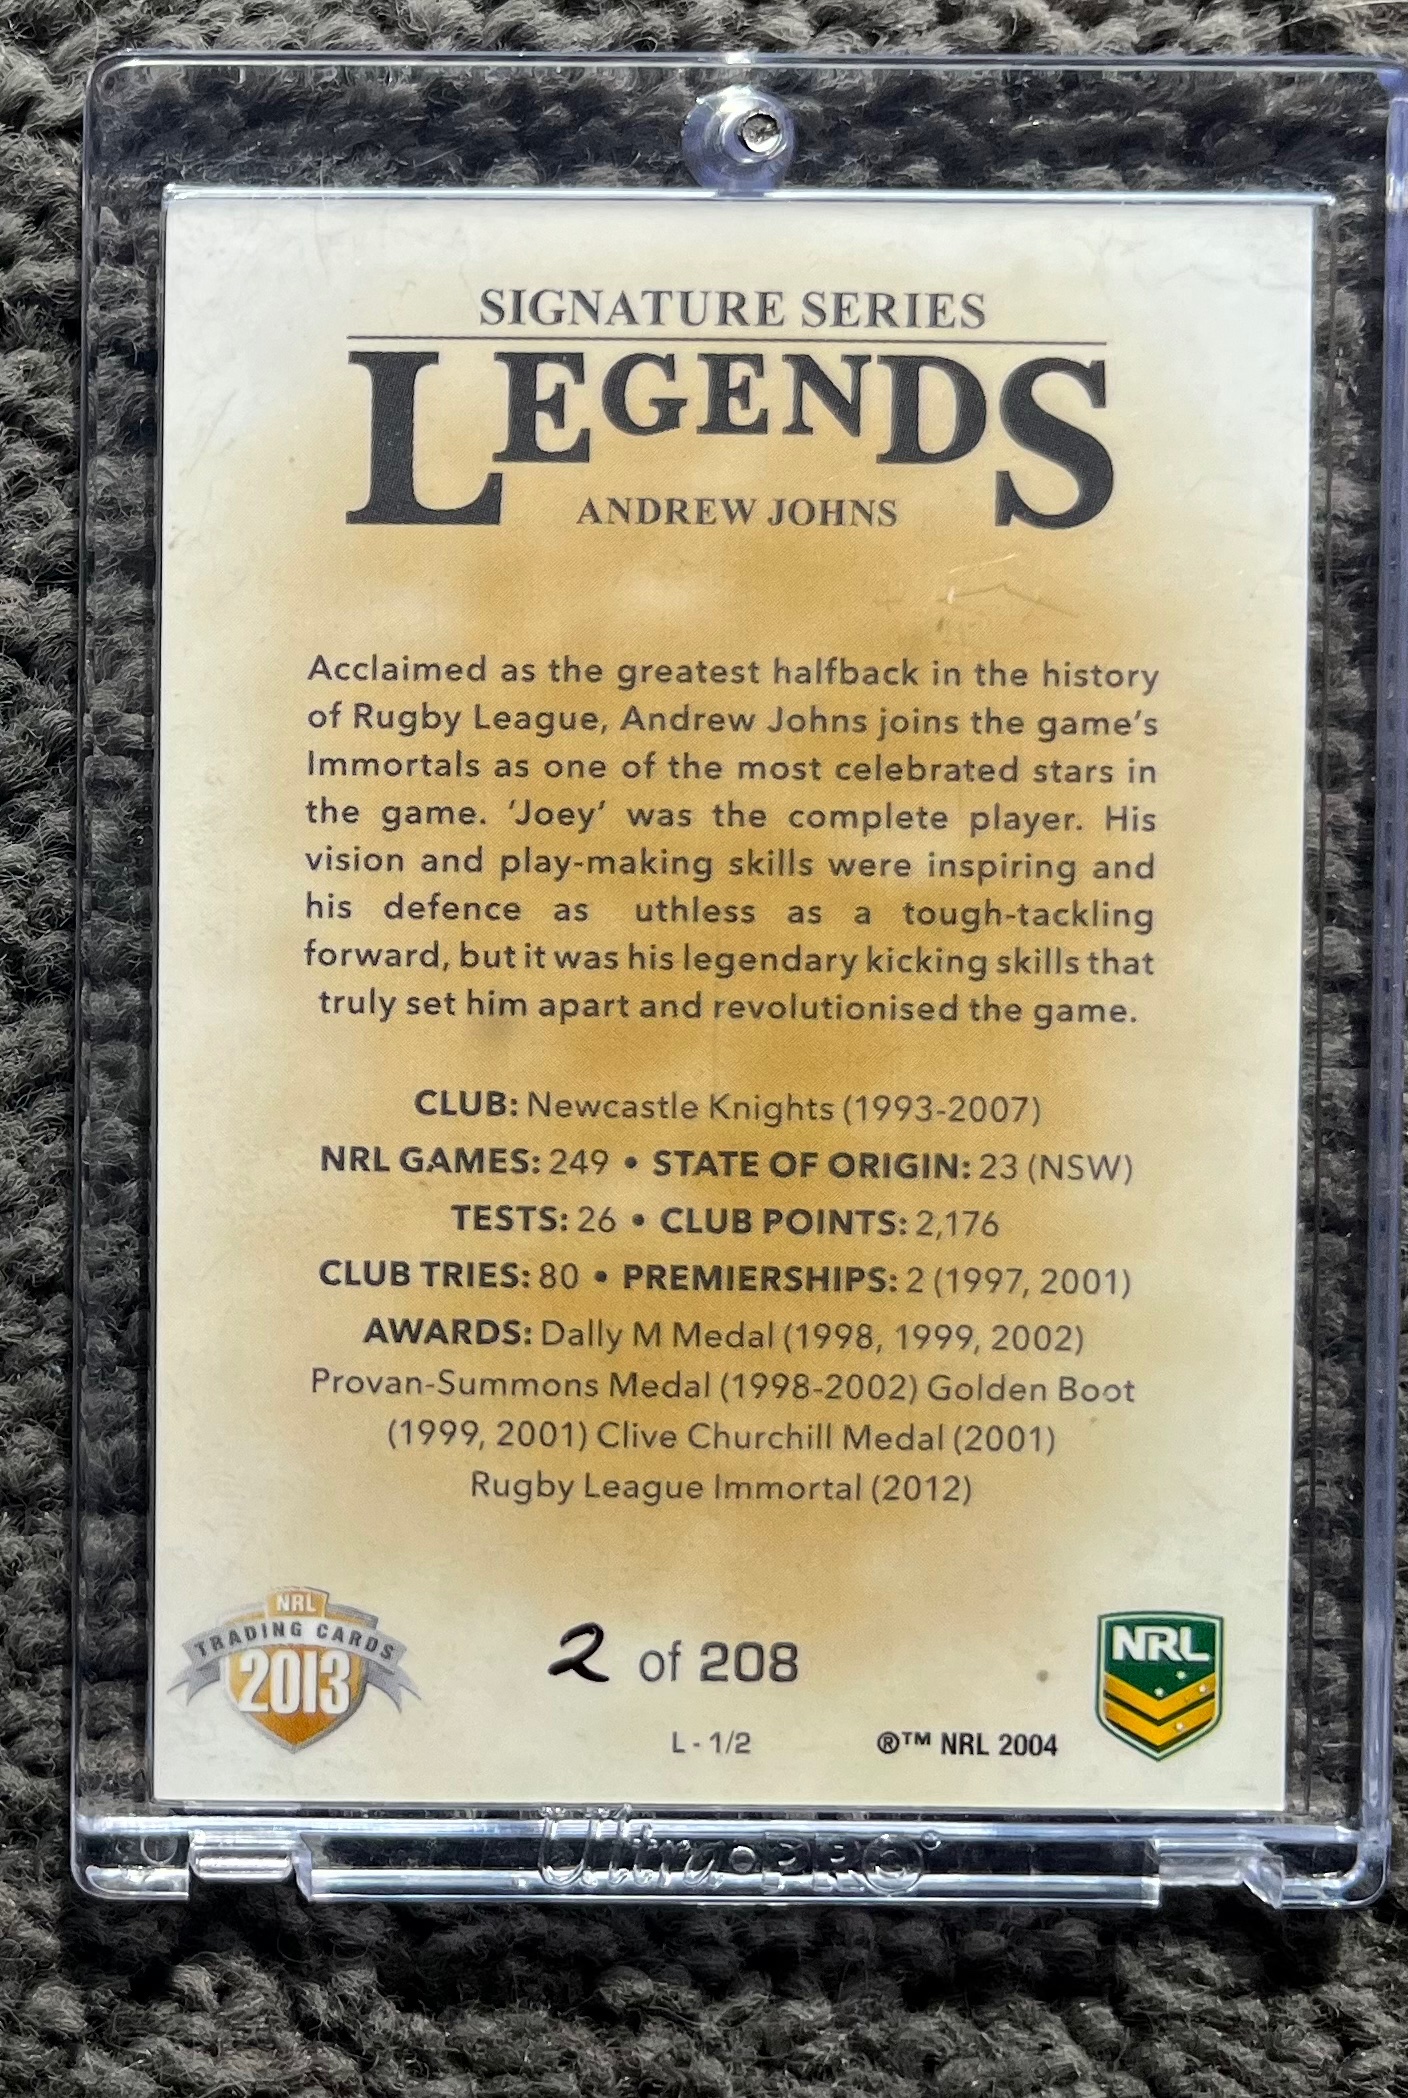 SIGNATURE SERIES
LEGENDS
ANDREW JOHNS
Acclaimed as the greatest halfback in the history
of Rugby League, Andrew Johns joins the game's
Immortals as one of the most celebrated stars in
the game. 'Joey' was the complete player. His
vision and play-making skills were inspiring and
his defence as uthless as a tough-tackling
forward, but it was his legendary kicking skills that
truly set him apart and revolutionised the game.
CLUB: Newcastle Knights (1993-2007)
NRL GAMES: 249 • STATE OF ORIGIN: 23 (NSW)
TESTS: 26 • CLUB POINTS: 2,176
CLUB TRIES: 80 • PREMIERSHIPS: 2 (1997, 2001)
AWARDS: Dally M Medal (1998, 1999, 2002)
Provan-Summons Medal (1998-2002) Golden Boot
(1999, 2001) Clive Churchill Medal (2001)
Rugby League Immortal (2012)
NRL
TRADING CARDS
2013
2 of 208
NRL
L - 1/2
®™ NRL 2004
Ultra•PRO®